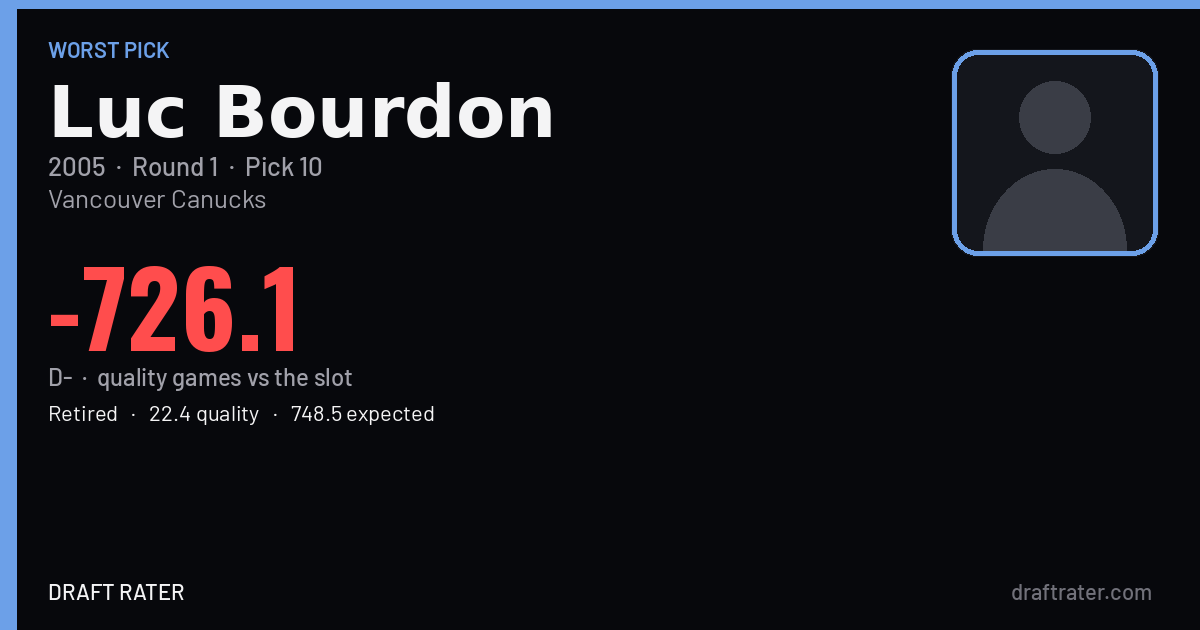 WORST PICK
Luc Bourdon
2005 · Round 1 · Pick 10
Vancouver Canucks
-726.1
D- · quality games vs the slot
Retired · 22.4 quality · 748.5 expected
DRAFT RATER
draftrater.com